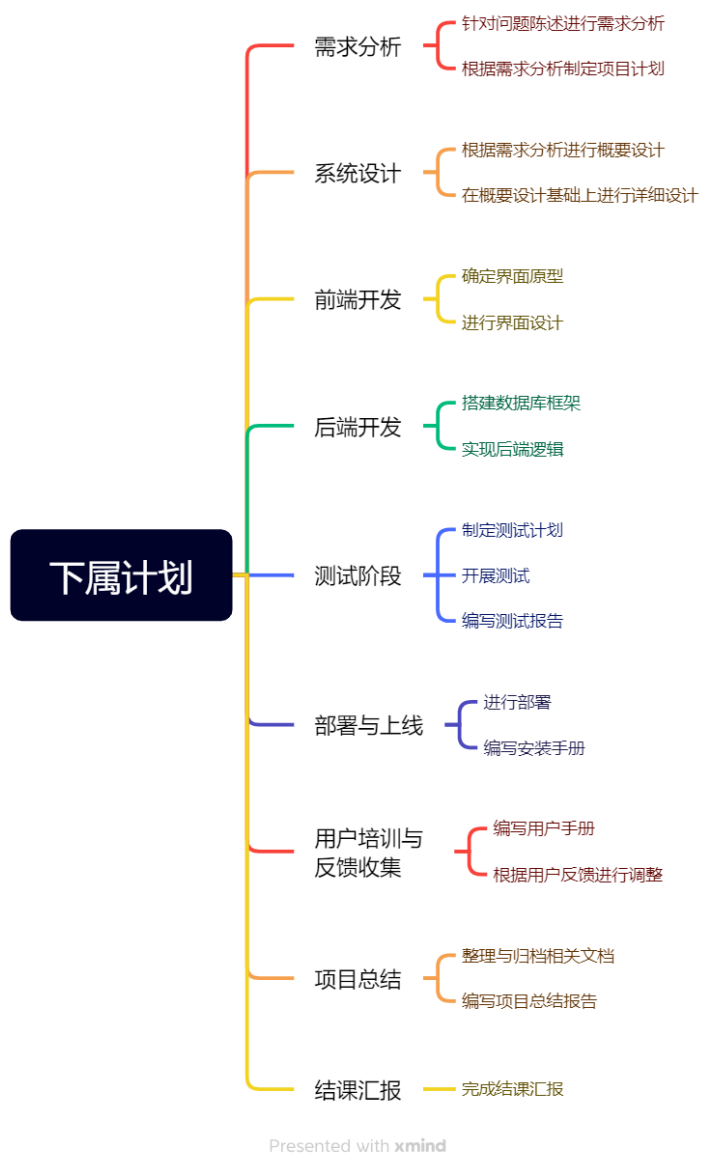 下属计划
需求分析
针对问题陈述进行需求分析
根据需求分析制定项目计划
系统设计
根据需求分析进行概要设计
在概要设计基础上进行详细设计
前端开发
确定界面原型
进行界面设计
后端开发
搭建数据库框架
实现后端逻辑
测试阶段
制定测试计划
开展测试
编写测试报告
部署与上线
进行部署
编写安装手册
用户培训与
反馈收集
编写用户手册
根据用户反馈进行调整
项目总结
整理与归档相关文档
编写项目总结报告
结课汇报
完成结课汇报
Presented with xmind